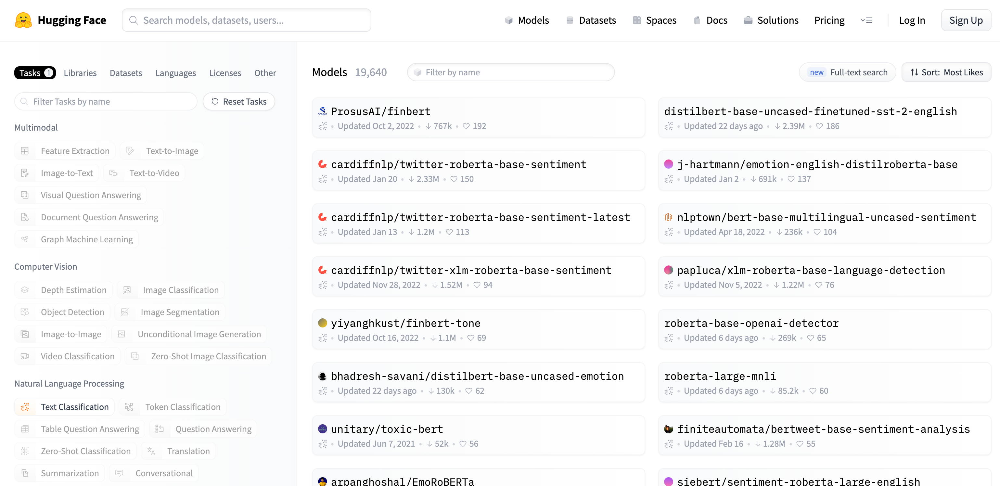 Hugging Face
Search models, datasets, users...
Models
Datasets
Spaces
Docs
Solutions
Pricing
Log In
Sign Up
Tasks 1
Libraries
Datasets
Languages
Licenses
Other
Filter Tasks by name
Reset Tasks
Multimodal
Feature Extraction
Text-to-Image
Image-to-Text
Text-to-Video
Visual Question Answering
Document Question Answering
Graph Machine Learning
Computer Vision
Depth Estimation
Image Classification
Object Detection
Image Segmentation
Image-to-Image
Unconditional Image Generation
Video Classification
Zero-Shot Image Classification
Natural Language Processing
Text Classification
Token Classification
Table Question Answering
Question Answering
Zero-Shot Classification
Translation
Summarization
Conversational
Models 19,640
Filter by name
new Full-text search
Sort: Most Likes
ProsusAI/finbert
Updated Oct 2, 2022 • 767k • 192
distilbert-base-uncased-finetuned-sst-2-english
Updated 22 days ago • 2.39M • 186
cardiffnlp/twitter-roberta-base-sentiment
Updated Jan 20 • 2.33M • 150
j-hartmann/emotion-english-distilroberta-base
Updated Jan 2 • 691k • 137
cardiffnlp/twitter-roberta-base-sentiment-latest
Updated Jan 13 • 1.2M • 113
nlptown/bert-base-multilingual-uncased-sentiment
Updated Apr 18, 2022 • 236k • 104
cardiffnlp/twitter-xlm-roberta-base-sentiment
Updated Nov 28, 2022 • 1.52M • 94
papluca/xlm-roberta-base-language-detection
Updated Nov 5, 2022 • 1.22M • 76
yiyanghkust/finbert-tone
Updated Oct 16, 2022 • 1.1M • 69
roberta-base-openai-detector
Updated 6 days ago • 269k • 65
bhadresh-savani/distilbert-base-uncased-emotion
Updated 22 days ago • 130k • 62
roberta-large-mnli
Updated 6 days ago • 85.2k • 60
unitary/toxic-bert
Updated Jun 7, 2021 • 52k • 56
finiteautomata/bertweet-base-sentiment-analysis
Updated Feb 16 • 1.28M • 55
arpanghoshal/EmoRoBERTa
siebert/sentiment-roberta-large-english